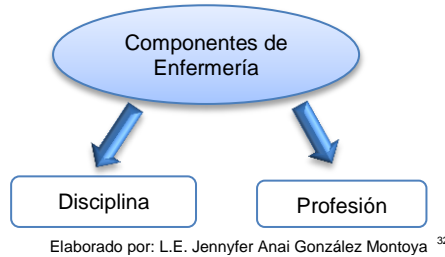 Componentes de
Enfermería
Disciplina
Profesión
Elaborado por: L.E. Jennyfer Anai González Montoya 32